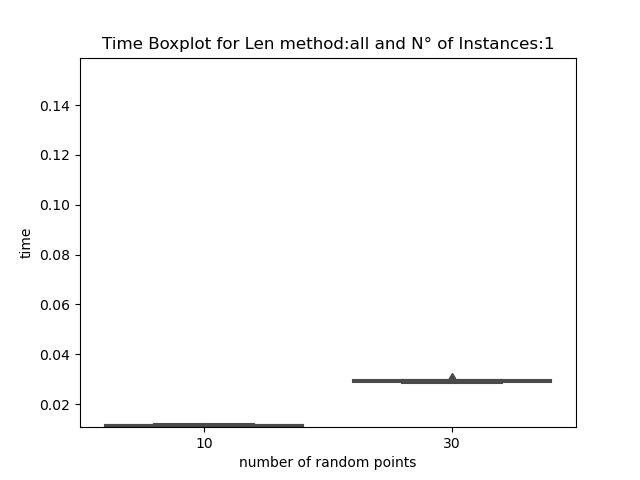 Time Boxplot for Len method:all and N° of Instances:1
0.14
0.12
0.10
0.08
0.06
0.04
0.02
time
10 30
number of random points